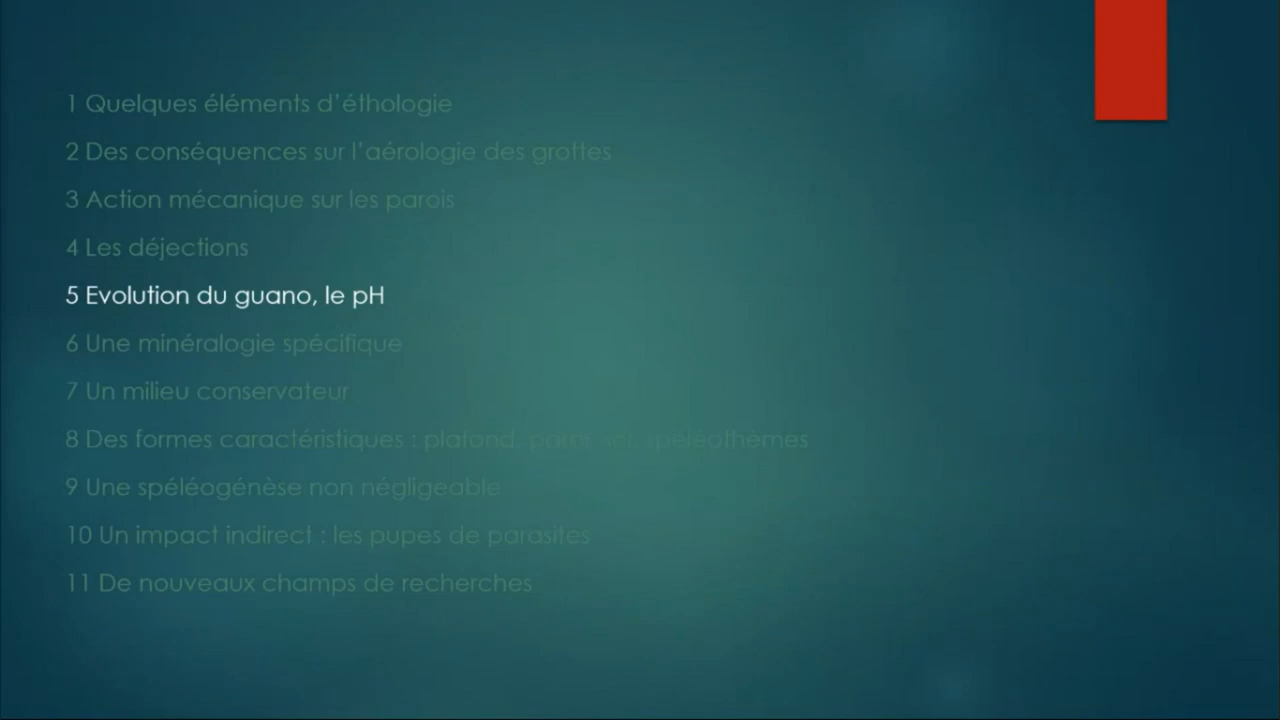 1 Quelques éléments d’éthologie
2 Des conséquences sur l’aérologie des grottes
3 Action mécanique sur les parois
4 Les déjections
5 Evolution du guano, le pH
6 Une minéralogie spécifique
7 Un milieu conservateur
8 Des formes caractéristiques : plafond, paroi, sol, spéléothèmes
9 Une spéléogénèse non négligeable
10 Un impact indirect : les pupes de parasites
11 De nouveaux champs de recherches